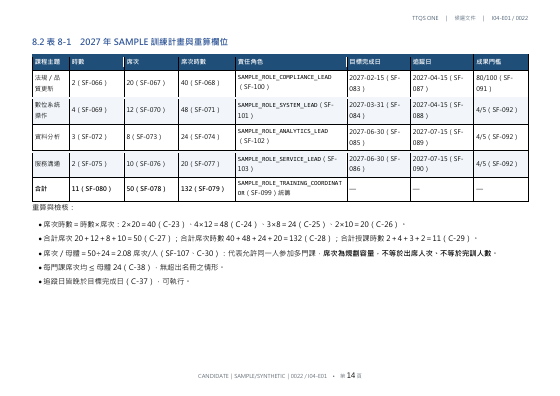 TTQS ONE | 候選文件 | I04-E01 / 0022
8.2 表 8-1 2027 年 SAMPLE 訓練計畫與重算欄位
課程主題 時數 席次 席次時數 責任角色 目標完成日 追蹤日 成果門檻
法規 / 品質更新 2（SF-066） 20（SF-067） 40（SF-068） SAMPLE_ROLE_COMPLIANCE_LEAD（SF-100） 2027-02-15（SF-083） 2027-04-15（SF-087） 80/100（SF-091）
數位系統操作 4（SF-069） 12（SF-070） 48（SF-071） SAMPLE_ROLE_SYSTEM_LEAD（SF-101） 2027-03-31（SF-084） 2027-04-15（SF-088） 4/5（SF-092）
資料分析 3（SF-072） 8（SF-073） 24（SF-074） SAMPLE_ROLE_ANALYTICS_LEAD（SF-102） 2027-06-30（SF-085） 2027-07-15（SF-089） 4/5（SF-092）
服務溝通 2（SF-075） 10（SF-076） 20（SF-077） SAMPLE_ROLE_SERVICE_LEAD（SF-103） 2027-06-30（SF-086） 2027-07-15（SF-090） 4/5（SF-092）
合計 11（SF-080） 50（SF-078） 132（SF-079） SAMPLE_ROLE_TRAINING_COORDINATOR（SF-099）統籌 — — —
重算與檢核：
• 席次時數＝時數×席次：2×20＝40（C-23）、4×12＝48（C-24）、3×8＝24（C-25）、2×10＝20（C-26）。
• 合計席次 20＋12＋8＋10＝50（C-27）；合計席次時數 40＋48＋24＋20＝132（C-28）；合計授課時數 2＋4＋3＋2＝11（C-29）。
• 席次 / 母體＝50÷24＝2.08 席次/人（SF-107、C-30）：代表允許同一人參加多門課，席次為規劃容量，不等於出席人次、不等於完訓人數。
• 每門課席次均 ≤ 母體 24（C-38），無超出名冊之情形。
• 追蹤日皆晚於目標完成日（C-37），可執行。
CANDIDATE | SAMPLE/SYNTHETIC | 0022 / I04-E01 • 第 14 頁